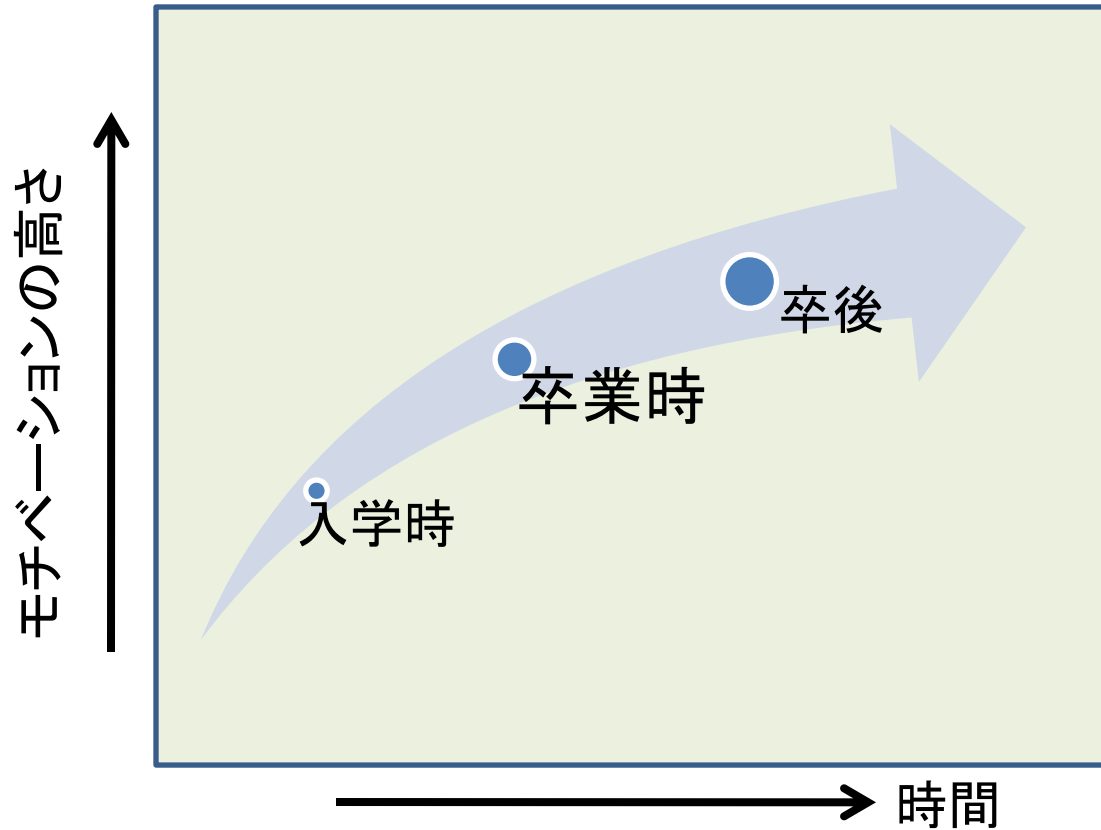 モチベーションの高さ
卒後
卒業時
入学時
時間